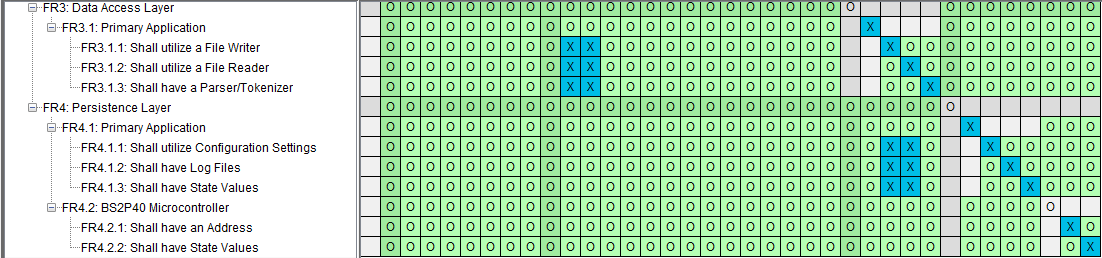 FR3: Data Access Layer O O O O O O O O O O O O O O O O O O O O O O O O O O O O O O O O
FR3.1: Primary Application O O O O O O O O O O O O O O O O O O O O O O O X O O O O O O O O
FR3.1.1: Shall utilize a File Writer O O O O O O O O O X X O O O O O O O O O O O O X O O O O O O O O O O
FR3.1.2: Shall utilize a File Reader O O O O O O O O O X X O O O O O O O O O O O O O X O O O O O O O O O
FR3.1.3: Shall have a Parser/Tokenizer O O O O O O O O O X X O O O O O O O O O O O O O O X O O O O O O O O
FR4: Persistence Layer O O O O O O O O O O O O O O O O O O O O O O O O O O O O O
FR4.1: Primary Application O O O O O O O O O O O O O O O O O O O O O O O O O O O O X O O O
FR4.1.1: Shall utilize Configuration Settings O O O O O O O O O O O O O O O O O O O O O O O O O X X O X O O O O O
FR4.1.2: Shall have Log Files O O O O O O O O O O O O O O O O O O O O O O O O O X X O O X O O O O
FR4.1.3: Shall have State Values O O O O O O O O O O O O O O O O O O O O O O O O O X X O O O X O O O
FR4.2: BS2P40 Microcontroller O O O O O O O O O O O O O O O O O O O O O O O O O O O O O O O O O
FR4.2.1: Shall have an Address O O O O O O O O O O O O O O O O O O O O O O O O O O O O O O O O X O
FR4.2.2: Shall have State Values O O O O O O O O O O O O O O O O O O O O O O O O O O O O O O O O O X